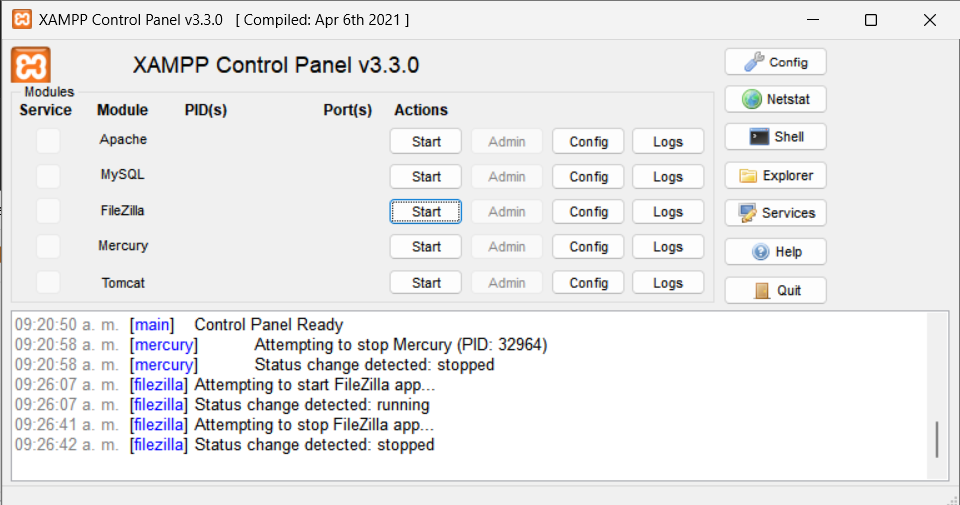 XAMPP Control Panel v3.3.0 [ Compiled: Apr 6th 2021 ]
XAMPP Control Panel v3.3.0
Config
Modules
Service Module PID(s) Port(s) Actions
Netstat
Apache Start Admin Config Logs
Shell
MySQL Start Admin Config Logs
Explorer
FileZilla Start Admin Config Logs
Services
Mercury Start Admin Config Logs
Help
Tomcat Start Admin Config Logs
Quit
09:20:50 a. m. [main] Control Panel Ready
09:20:58 a. m. [mercury] Attempting to stop Mercury (PID: 32964)
09:20:58 a. m. [mercury] Status change detected: stopped
09:26:07 a. m. [filezilla] Attempting to start FileZilla app...
09:26:07 a. m. [filezilla] Status change detected: running
09:26:41 a. m. [filezilla] Attempting to stop FileZilla app...
09:26:42 a. m. [filezilla] Status change detected: stopped